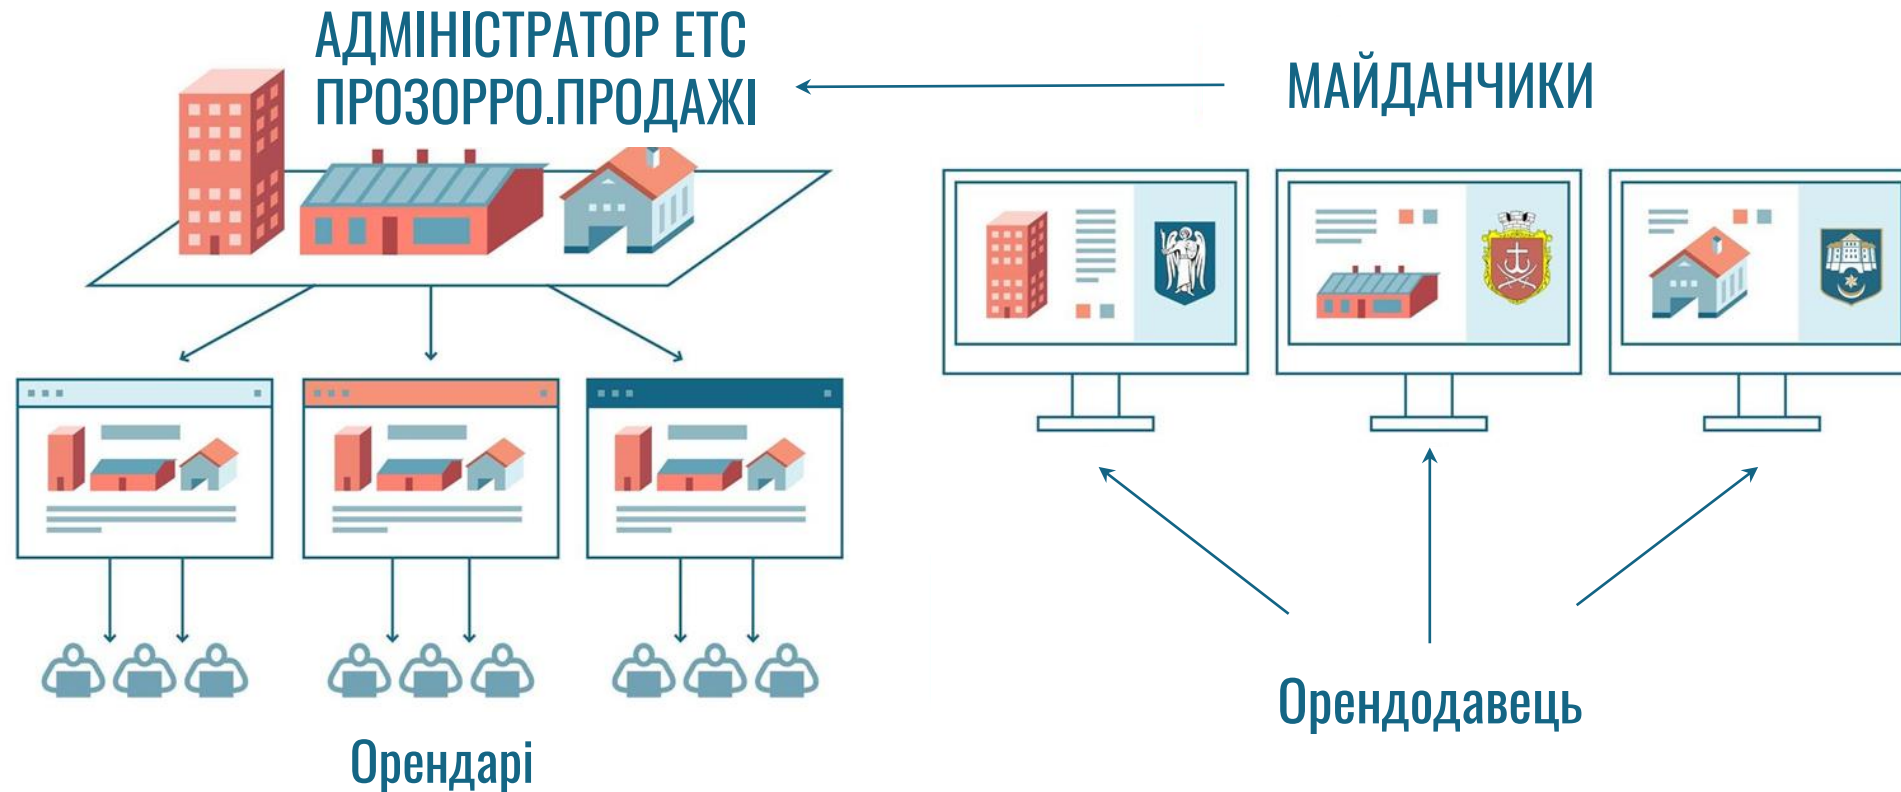 АДМІНІСТРАТОР ЕТС
ПРОЗОРРО.ПРОДАЖІ
МАЙДАНЧИКИ
Орендодавець
Орендарі